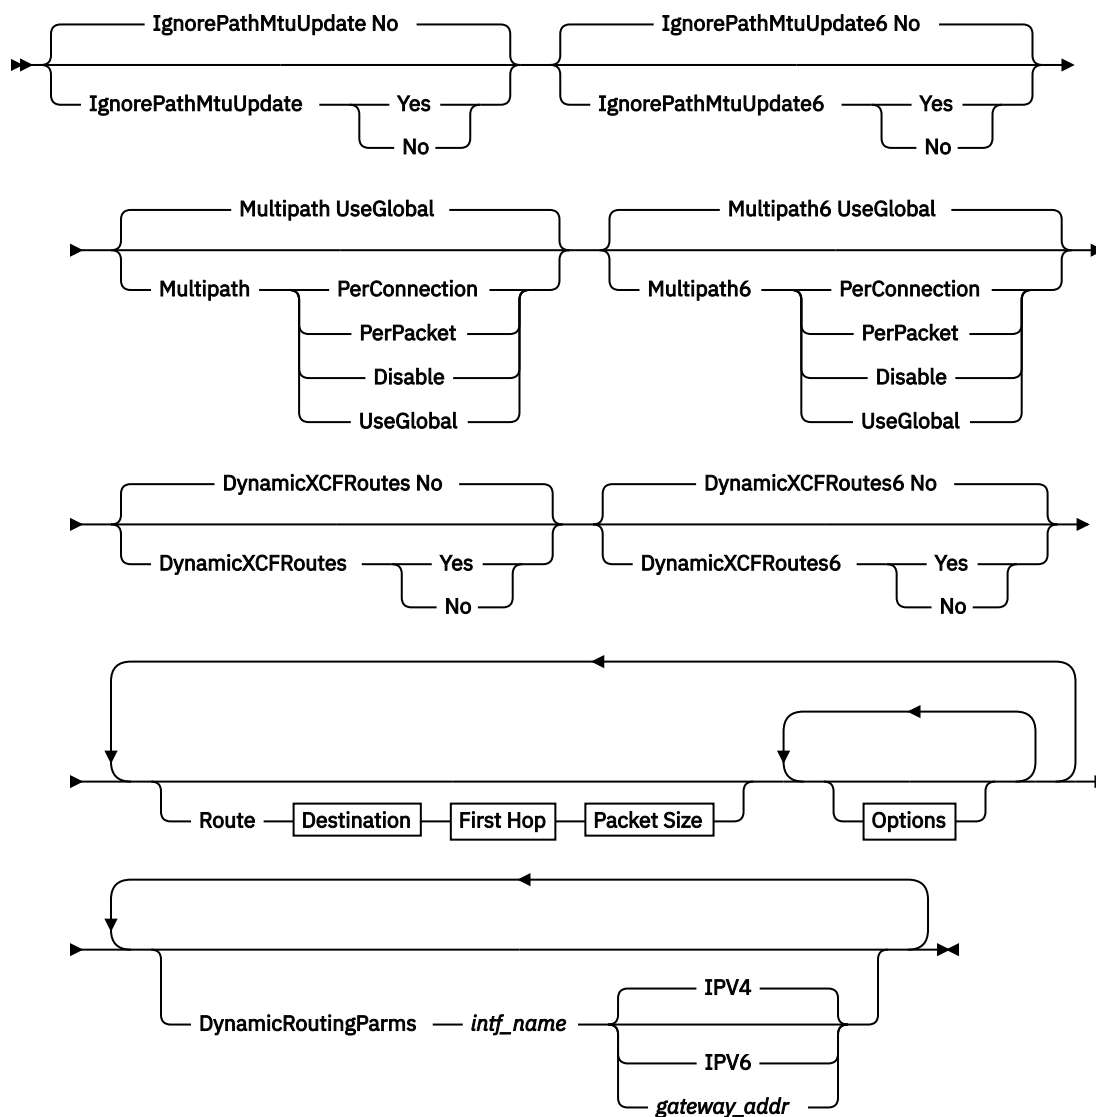 IgnorePathMtuUpdate No IgnorePathMtuUpdate6 No
IgnorePathMtuUpdate Yes IgnorePathMtuUpdate6 Yes
No No
Multipath UseGlobal Multipath6 UseGlobal
Multipath PerConnection Multipath6 PerConnection
PerPacket PerPacket
Disable Disable
UseGlobal UseGlobal
DynamicXCFRoutes No DynamicXCFRoutes6 No
DynamicXCFRoutes Yes DynamicXCFRoutes6 Yes
No No
Route Destination First Hop Packet Size Options
IPV4
DynamicRoutingParms intf_name
IPV6
gateway_addr